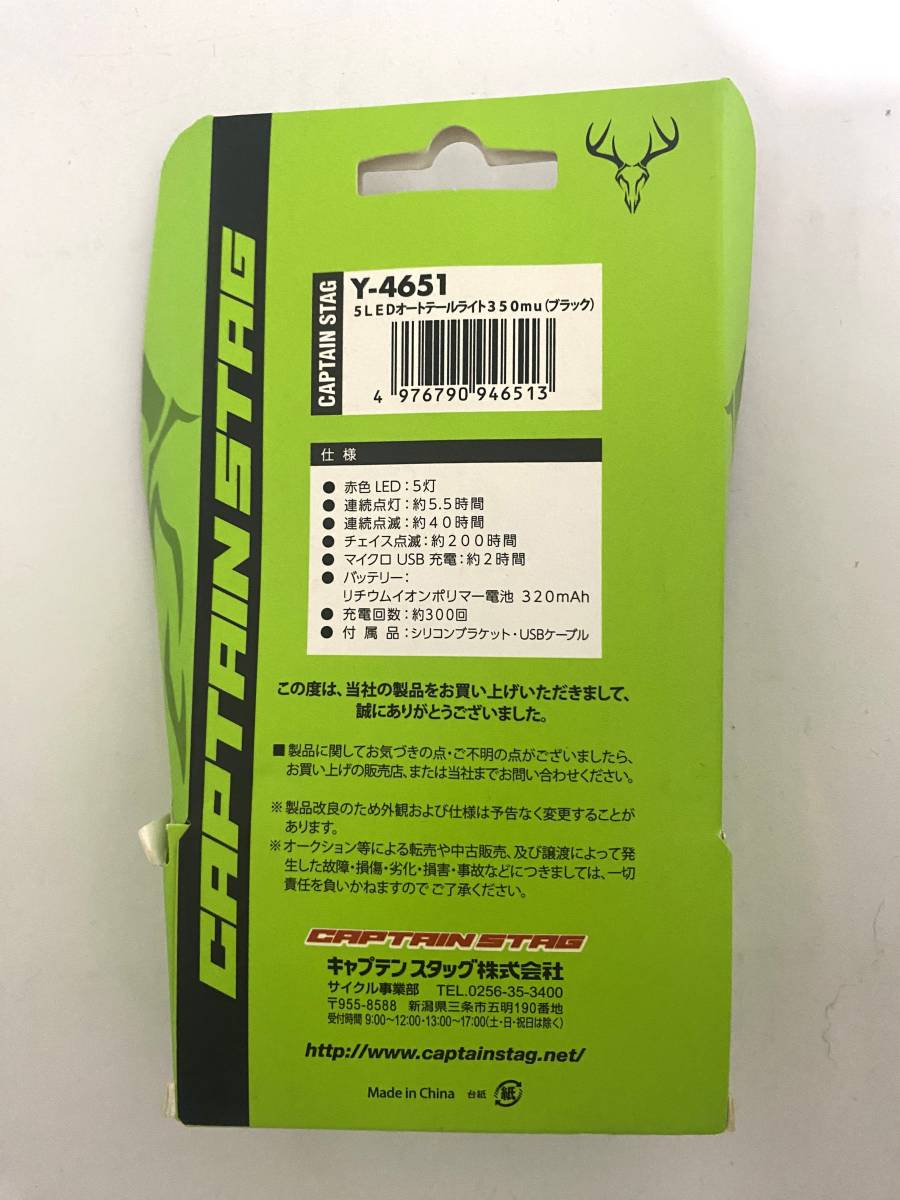 CAPTAIN STAG
CAPTAIN STAG
Y-4651
5LEDオートテールライト350mu(ブラック)
4 976790 946513
仕様
● 赤色 LED:5灯
● 連続点灯:約5.5時間
● 連続点滅:約40時間
● チェイス点滅:約200時間
● マイクロ USB 充電:約2時間
● バッテリー:
リチウムイオンポリマー電池 320mAh
● 充電回数:約300回
● 付属品:シリコンブラケット・USBケーブル
この度は、当社の製品をお買い上げいただきまして、
誠にありがとうございました。
■製品に関してお気づきの点・ご不明の点がございましたら、
お買い上げの販売店、または当社までお問い合わせください。
※製品改良のため外観および仕様は予告なく変更することが
あります。
※オークション等による転売や中古販売、及び譲渡によって発
生した故障・損傷・劣化・損害・事故などにつきましては、一切
責任を負いかねますので ご了承ください。
CAPTAIN STAG
キャプテンスタッグ株式会社
サイクル事業部 TEL.0256-35-3400
〒955-8588 新潟県三条市五明190番地
受付時間 9:00~12:00・13:00~17:00(土・日・祝日は除く)
http://www.captainstag.net/
Made in China 台紙 紙